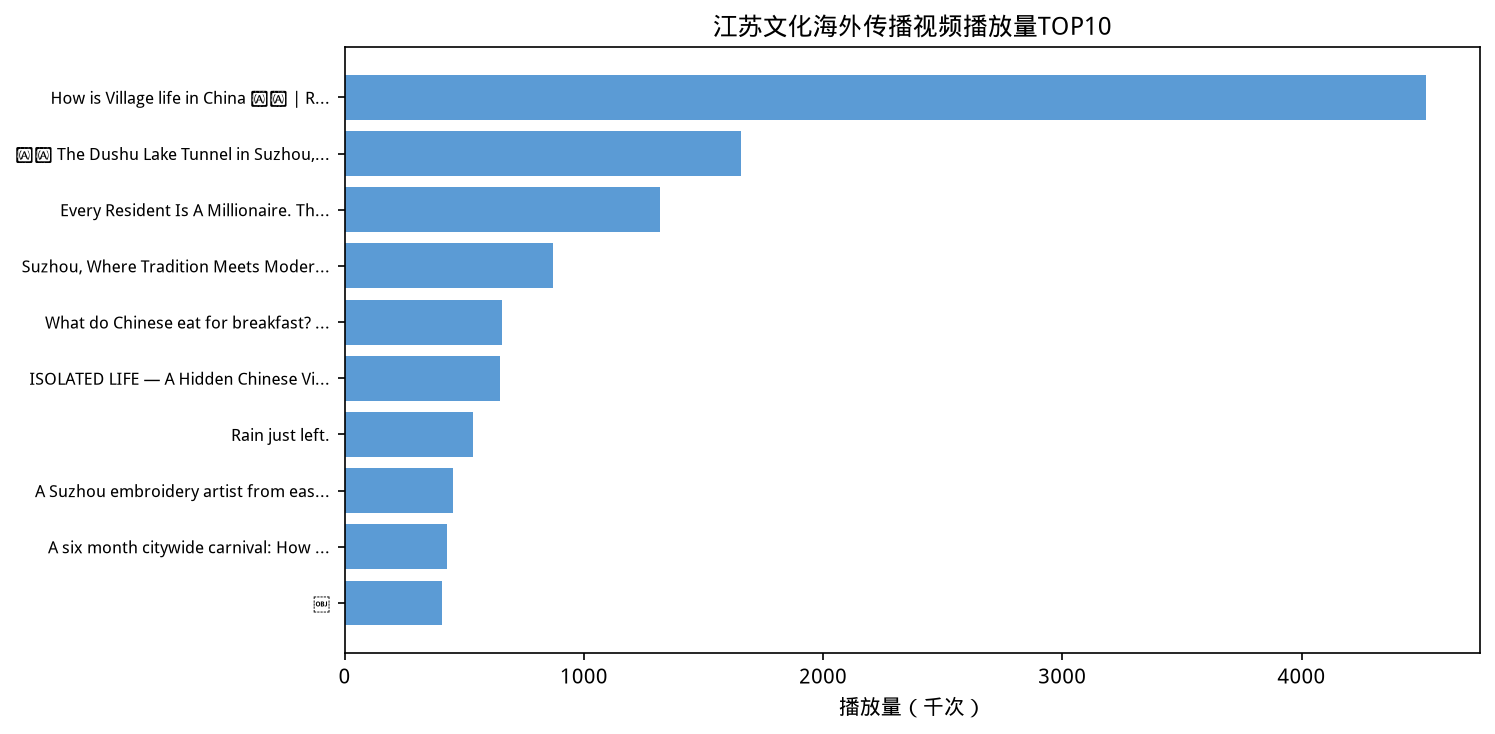 江苏文化海外传播视频播放量TOP10
How is Village life in China | R...
The Dushu Lake Tunnel in Suzhou,...
Every Resident Is A Millionaire. Th...
Suzhou, Where Tradition Meets Moder...
What do Chinese eat for breakfast? ...
ISOLATED LIFE — A Hidden Chinese Vi...
Rain just left.
A Suzhou embroidery artist from eas...
A six month citywide carnival: How ...
0 1000 2000 3000 4000
播放量（千次）